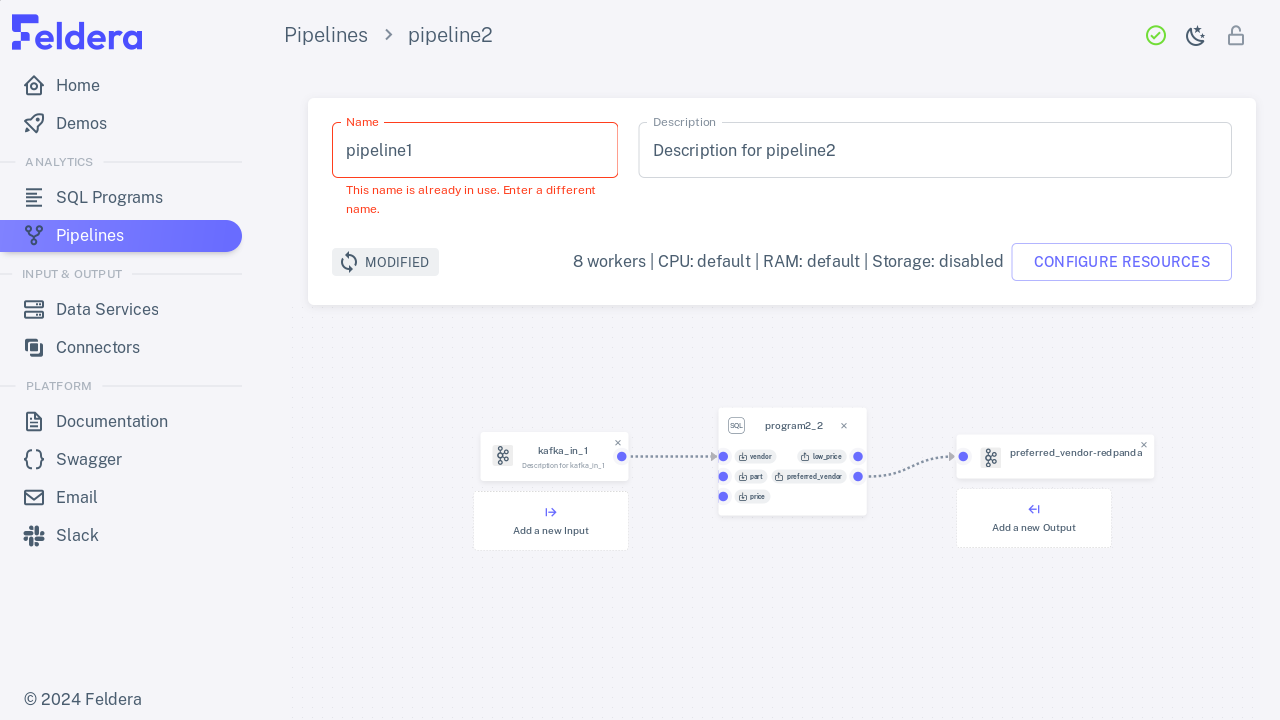 Feldera
Pipelines
pipeline2
Home
Demos
ANALYTICS
SQL Programs
Pipelines
INPUT & OUTPUT
Data Services
Connectors
PLATFORM
Documentation
Swagger
Email
Slack
© 2024 Feldera
Name
pipeline1
This name is already in use. Enter a different
name.
Description
Description for pipeline2
MODIFIED
8 workers | CPU: default | RAM: default | Storage: disabled
CONFIGURE RESOURCES
kafka_in_1
Description for kafka_in_1
Add a new Input
SQL
program2_2
vendor
low_price
part
preferred_vendor
price
preferred_vendor-redpanda
Add a new Output